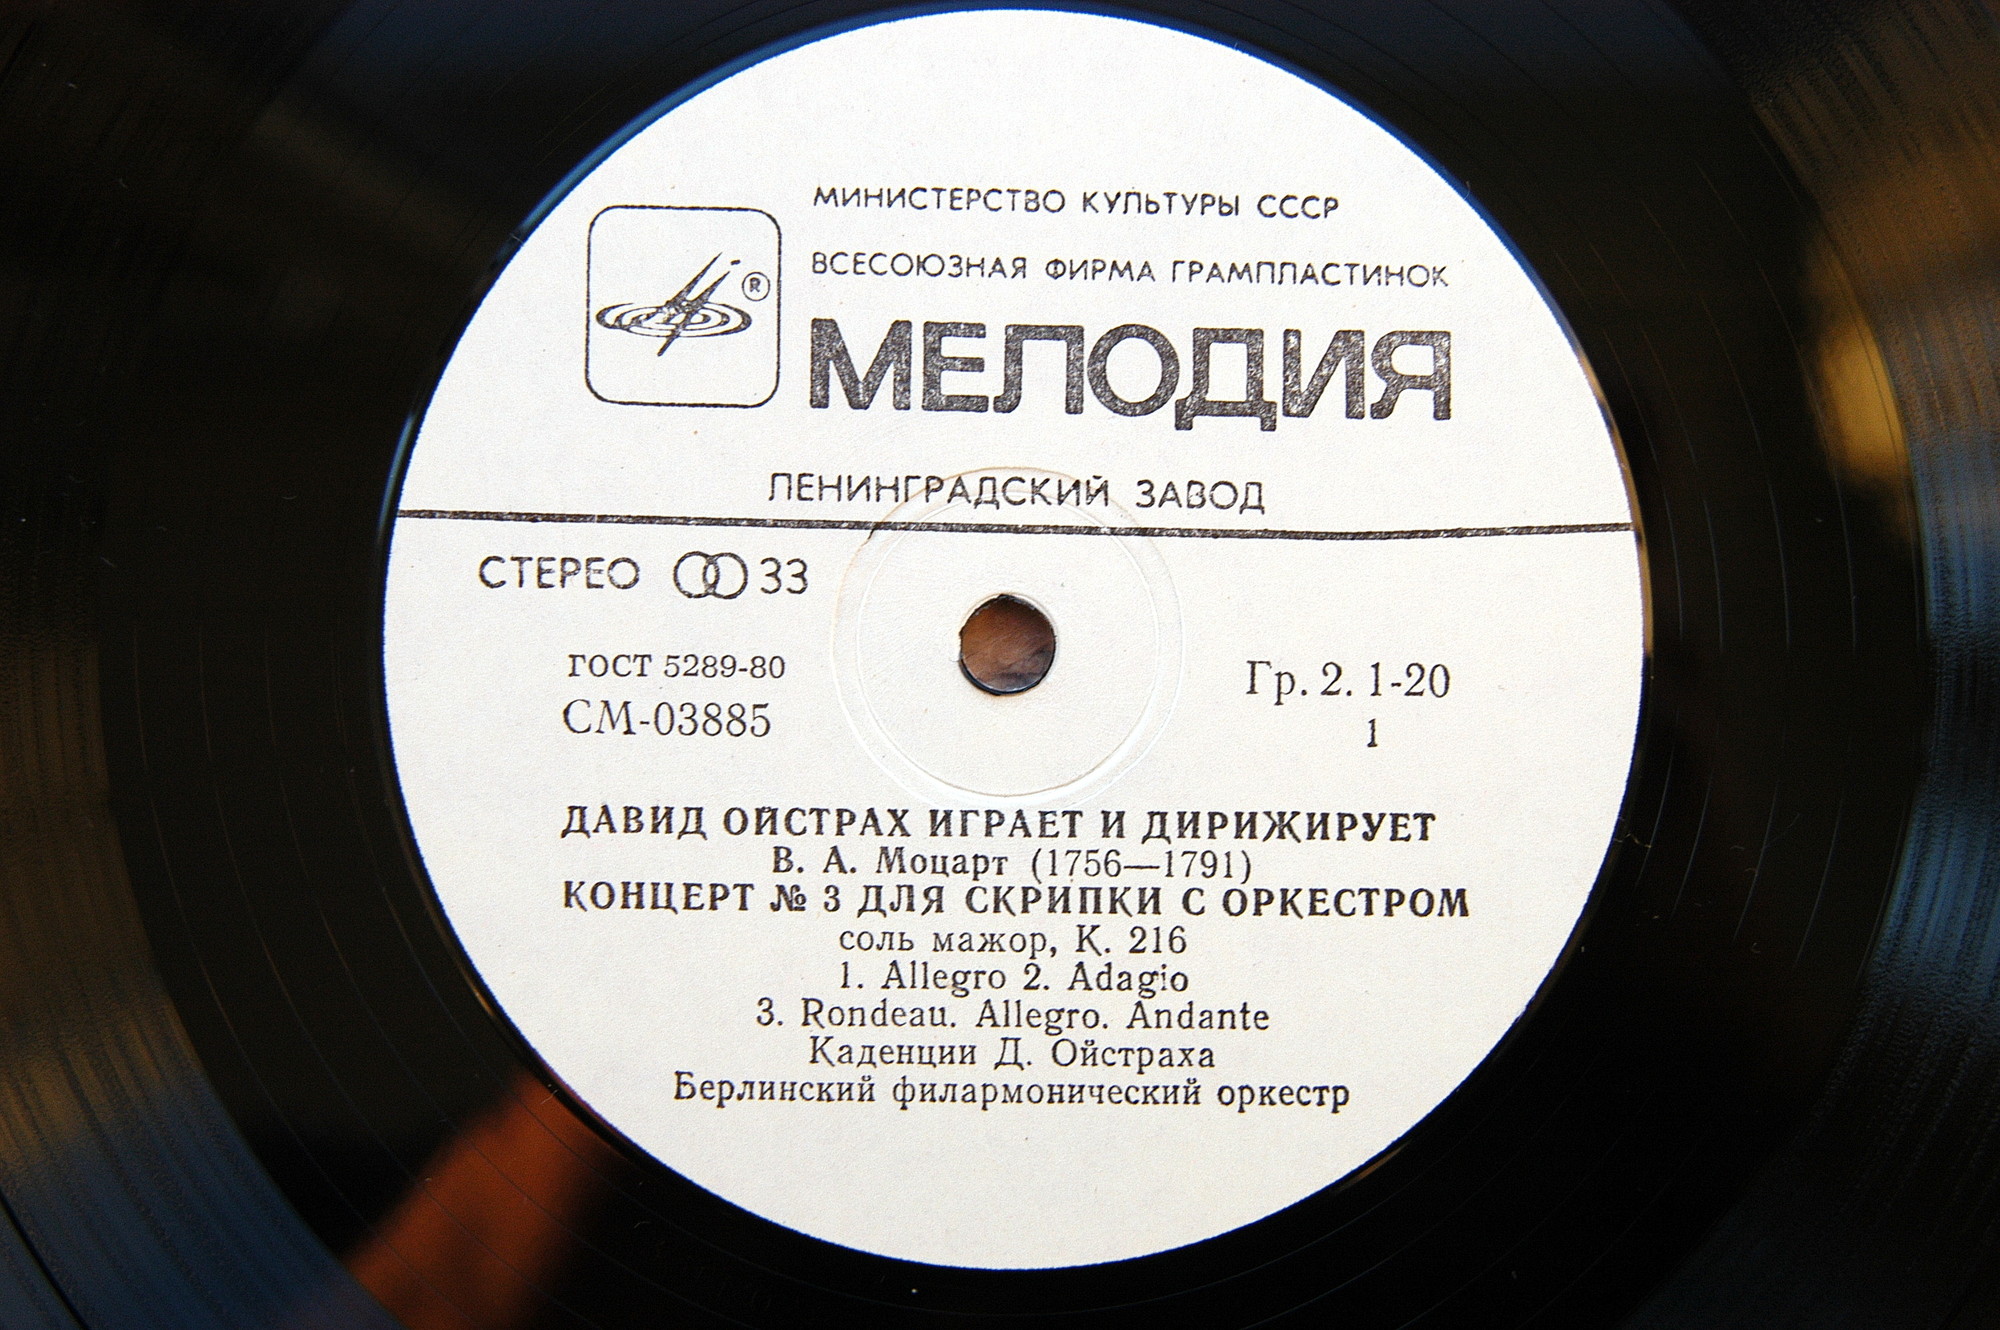 МИНИСТЕРСТВО КУЛЬТУРЫ СССР
ВСЕСОЮЗНАЯ ФИРМА ГРАМПЛАСТИНОК
®
МЕЛОДИЯ
ЛЕНИНГРАДСКИЙ ЗАВОД
СТЕРЕО 33
ГОСТ 5289-80
СМ-03885
Гр. 2. 1-20
1
ДАВИД ОЙСТРАХ ИГРАЕТ И ДИРИЖИРУЕТ
В. А. Моцарт (1756—1791)
КОНЦЕРТ № 3 ДЛЯ СКРИПКИ С ОРКЕСТРОМ
соль мажор, К. 216
1. Allegro 2. Adagio
3. Rondeau. Allegro. Andante
Каденции Д. Ойстраха
Берлинский филармонический оркестр